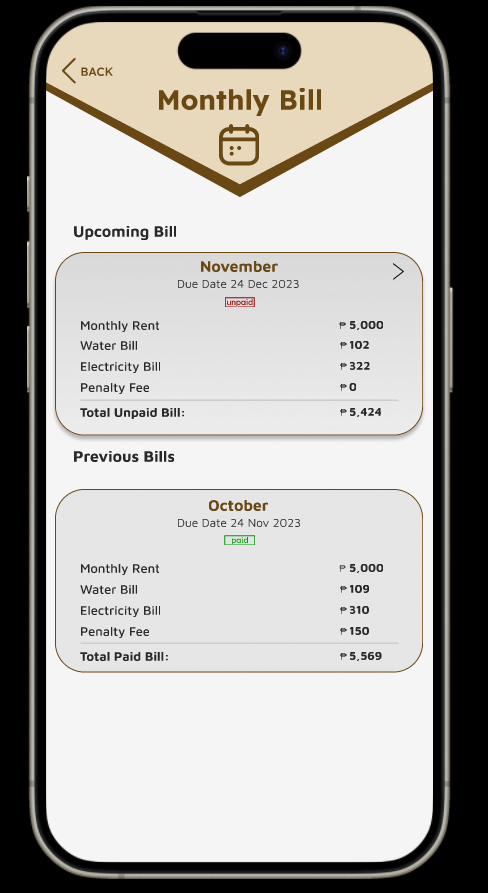 BACK
Monthly Bill
Upcoming Bill
November
Due Date 24 Dec 2023
unpaid
Monthly Rent ₱ 5,000
Water Bill ₱ 102
Electricity Bill ₱ 322
Penalty Fee ₱ 0
Total Unpaid Bill: ₱ 5,424
Previous Bills
October
Due Date 24 Nov 2023
paid
Monthly Rent ₱ 5,000
Water Bill ₱ 109
Electricity Bill ₱ 310
Penalty Fee ₱ 150
Total Paid Bill: ₱ 5,569